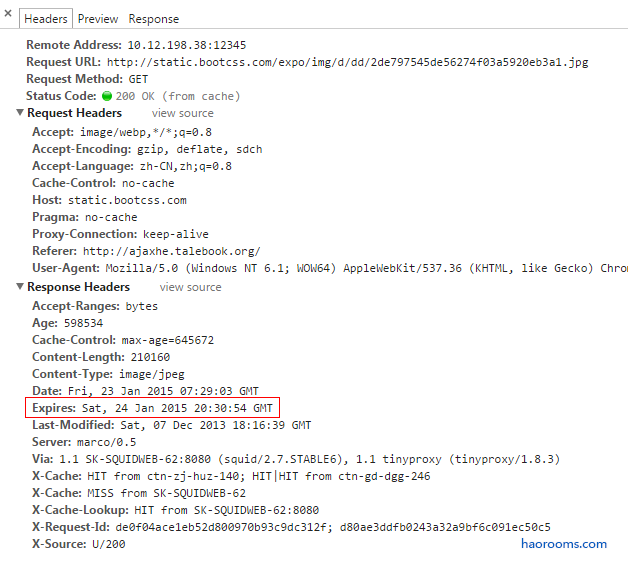 × Headers Preview Response
Remote Address: 10.12.198.38:12345
Request URL: http://static.bootcss.com/expo/img/d/dd/2de797545de56274f03a5920eb3a1.jpg
Request Method: GET
Status Code: 200 OK (from cache)
▼ Request Headers view source
Accept: image/webp,*/*;q=0.8
Accept-Encoding: gzip, deflate, sdch
Accept-Language: zh-CN,zh;q=0.8
Cache-Control: no-cache
Host: static.bootcss.com
Pragma: no-cache
Proxy-Connection: keep-alive
Referer: http://ajaxhe.talebook.org/
User-Agent: Mozilla/5.0 (Windows NT 6.1; WOW64) AppleWebKit/537.36 (KHTML, like Gecko) Chro
▼ Response Headers view source
Accept-Ranges: bytes
Age: 598534
Cache-Control: max-age=645672
Content-Length: 210160
Content-Type: image/jpeg
Date: Fri, 23 Jan 2015 07:29:03 GMT
Expires: Sat, 24 Jan 2015 20:30:54 GMT
Last-Modified: Sat, 07 Dec 2013 18:16:39 GMT
Server: marco/0.5
Via: 1.1 SK-SQUIDWEB-62:8080 (squid/2.7.STABLE6), 1.1 tinyproxy (tinyproxy/1.8.3)
X-Cache: HIT from ctn-zj-huz-140; HIT|HIT from ctn-gd-dgg-246
X-Cache: MISS from SK-SQUIDWEB-62
X-Cache-Lookup: HIT from SK-SQUIDWEB-62:8080
X-Request-Id: de0f04ace1eb52d800970b93c9dc312f; d80ae3ddfb0243a32a9bf6c091ec50c5
X-Source: U/200
haorooms.com